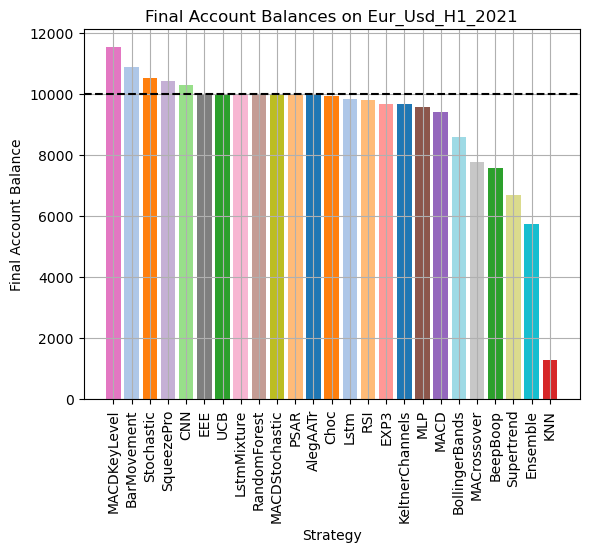 Final Account Balances on Eur_Usd_H1_2021
Final Account Balance
12000
10000
8000
6000
4000
2000
0
MACDKeyLevel
BarMovement
Stochastic
SqueezePro
CNN
EEE
UCB
LstmMixture
RandomForest
MACDStochastic
PSAR
AlegAATr
Choc
Lstm
RSI
EXP3
KeltnerChannels
MLP
MACD
BollingerBands
MACrossover
BeepBoop
Supertrend
Ensemble
KNN
Strategy